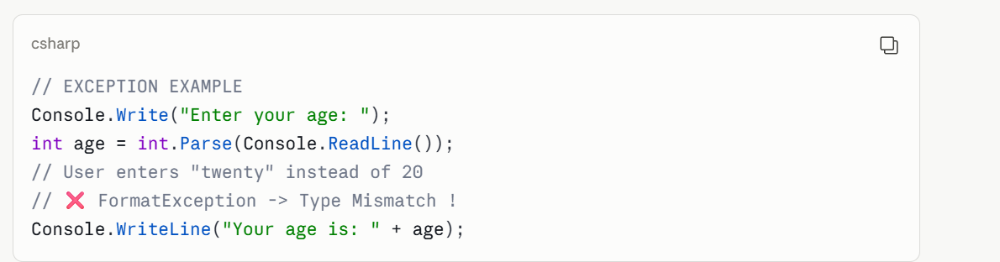 csharp
// EXCEPTION EXAMPLE
Console.Write("Enter your age: ");
int age = int.Parse(Console.ReadLine());
// User enters "twenty" instead of 20
// ❌ FormatException -> Type Mismatch !
Console.WriteLine("Your age is: " + age);